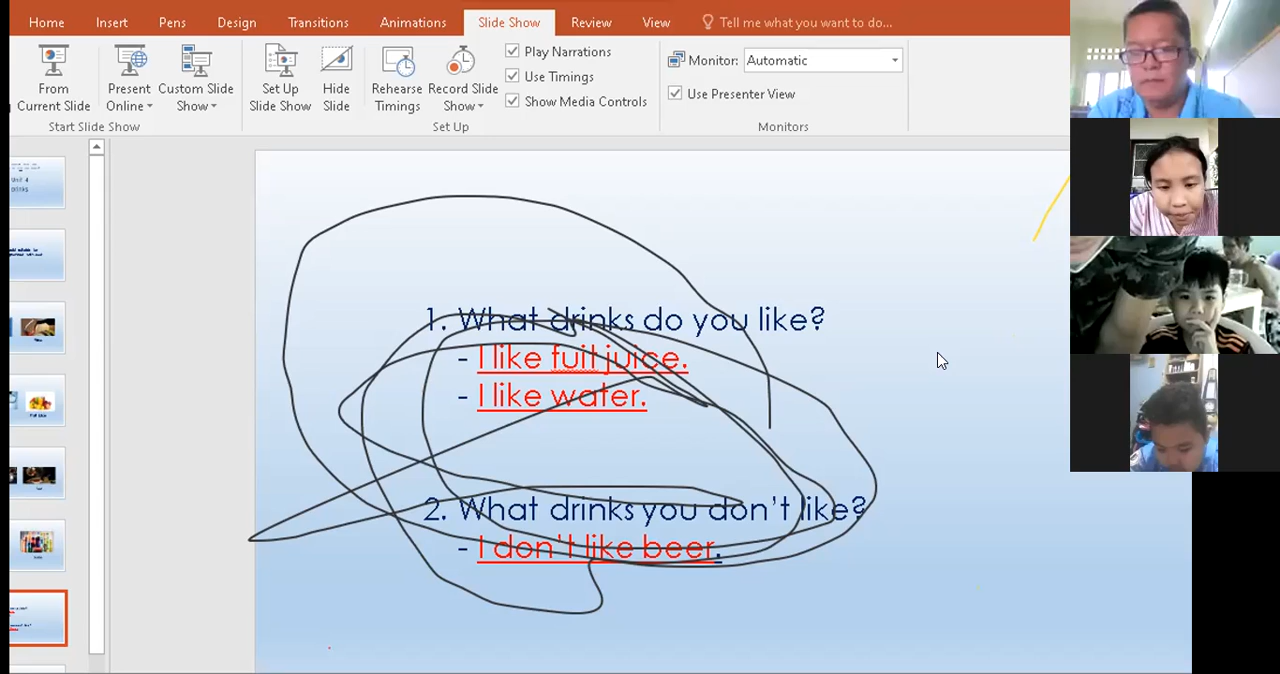 Home Insert Pens Design Transitions Animations Slide Show Review View Tell me what you want to do...
From Current Slide
Present Online
Custom Slide Show
Set Up Slide Show
Hide Slide
Rehearse Timings
Record Slide Show
Play Narrations
Use Timings
Show Media Controls
Monitor: Automatic
Use Presenter View
Start Slide Show
Set Up
Monitors
1. What drinks do you like?
- I like fuit juice.
- I like water.
2. What drinks you don't like?
- I don't like beer.